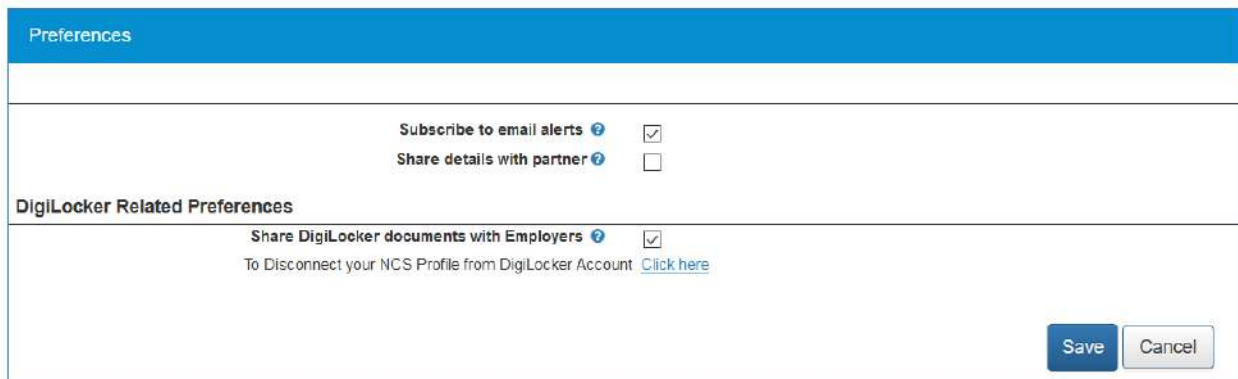 Preferences
Subscribe to email alerts ?
Share details with partner ?
DigiLocker Related Preferences
Share DigiLocker documents with Employers ?
To Disconnect your NCS Profile from DigiLocker Account Click here
Save Cancel